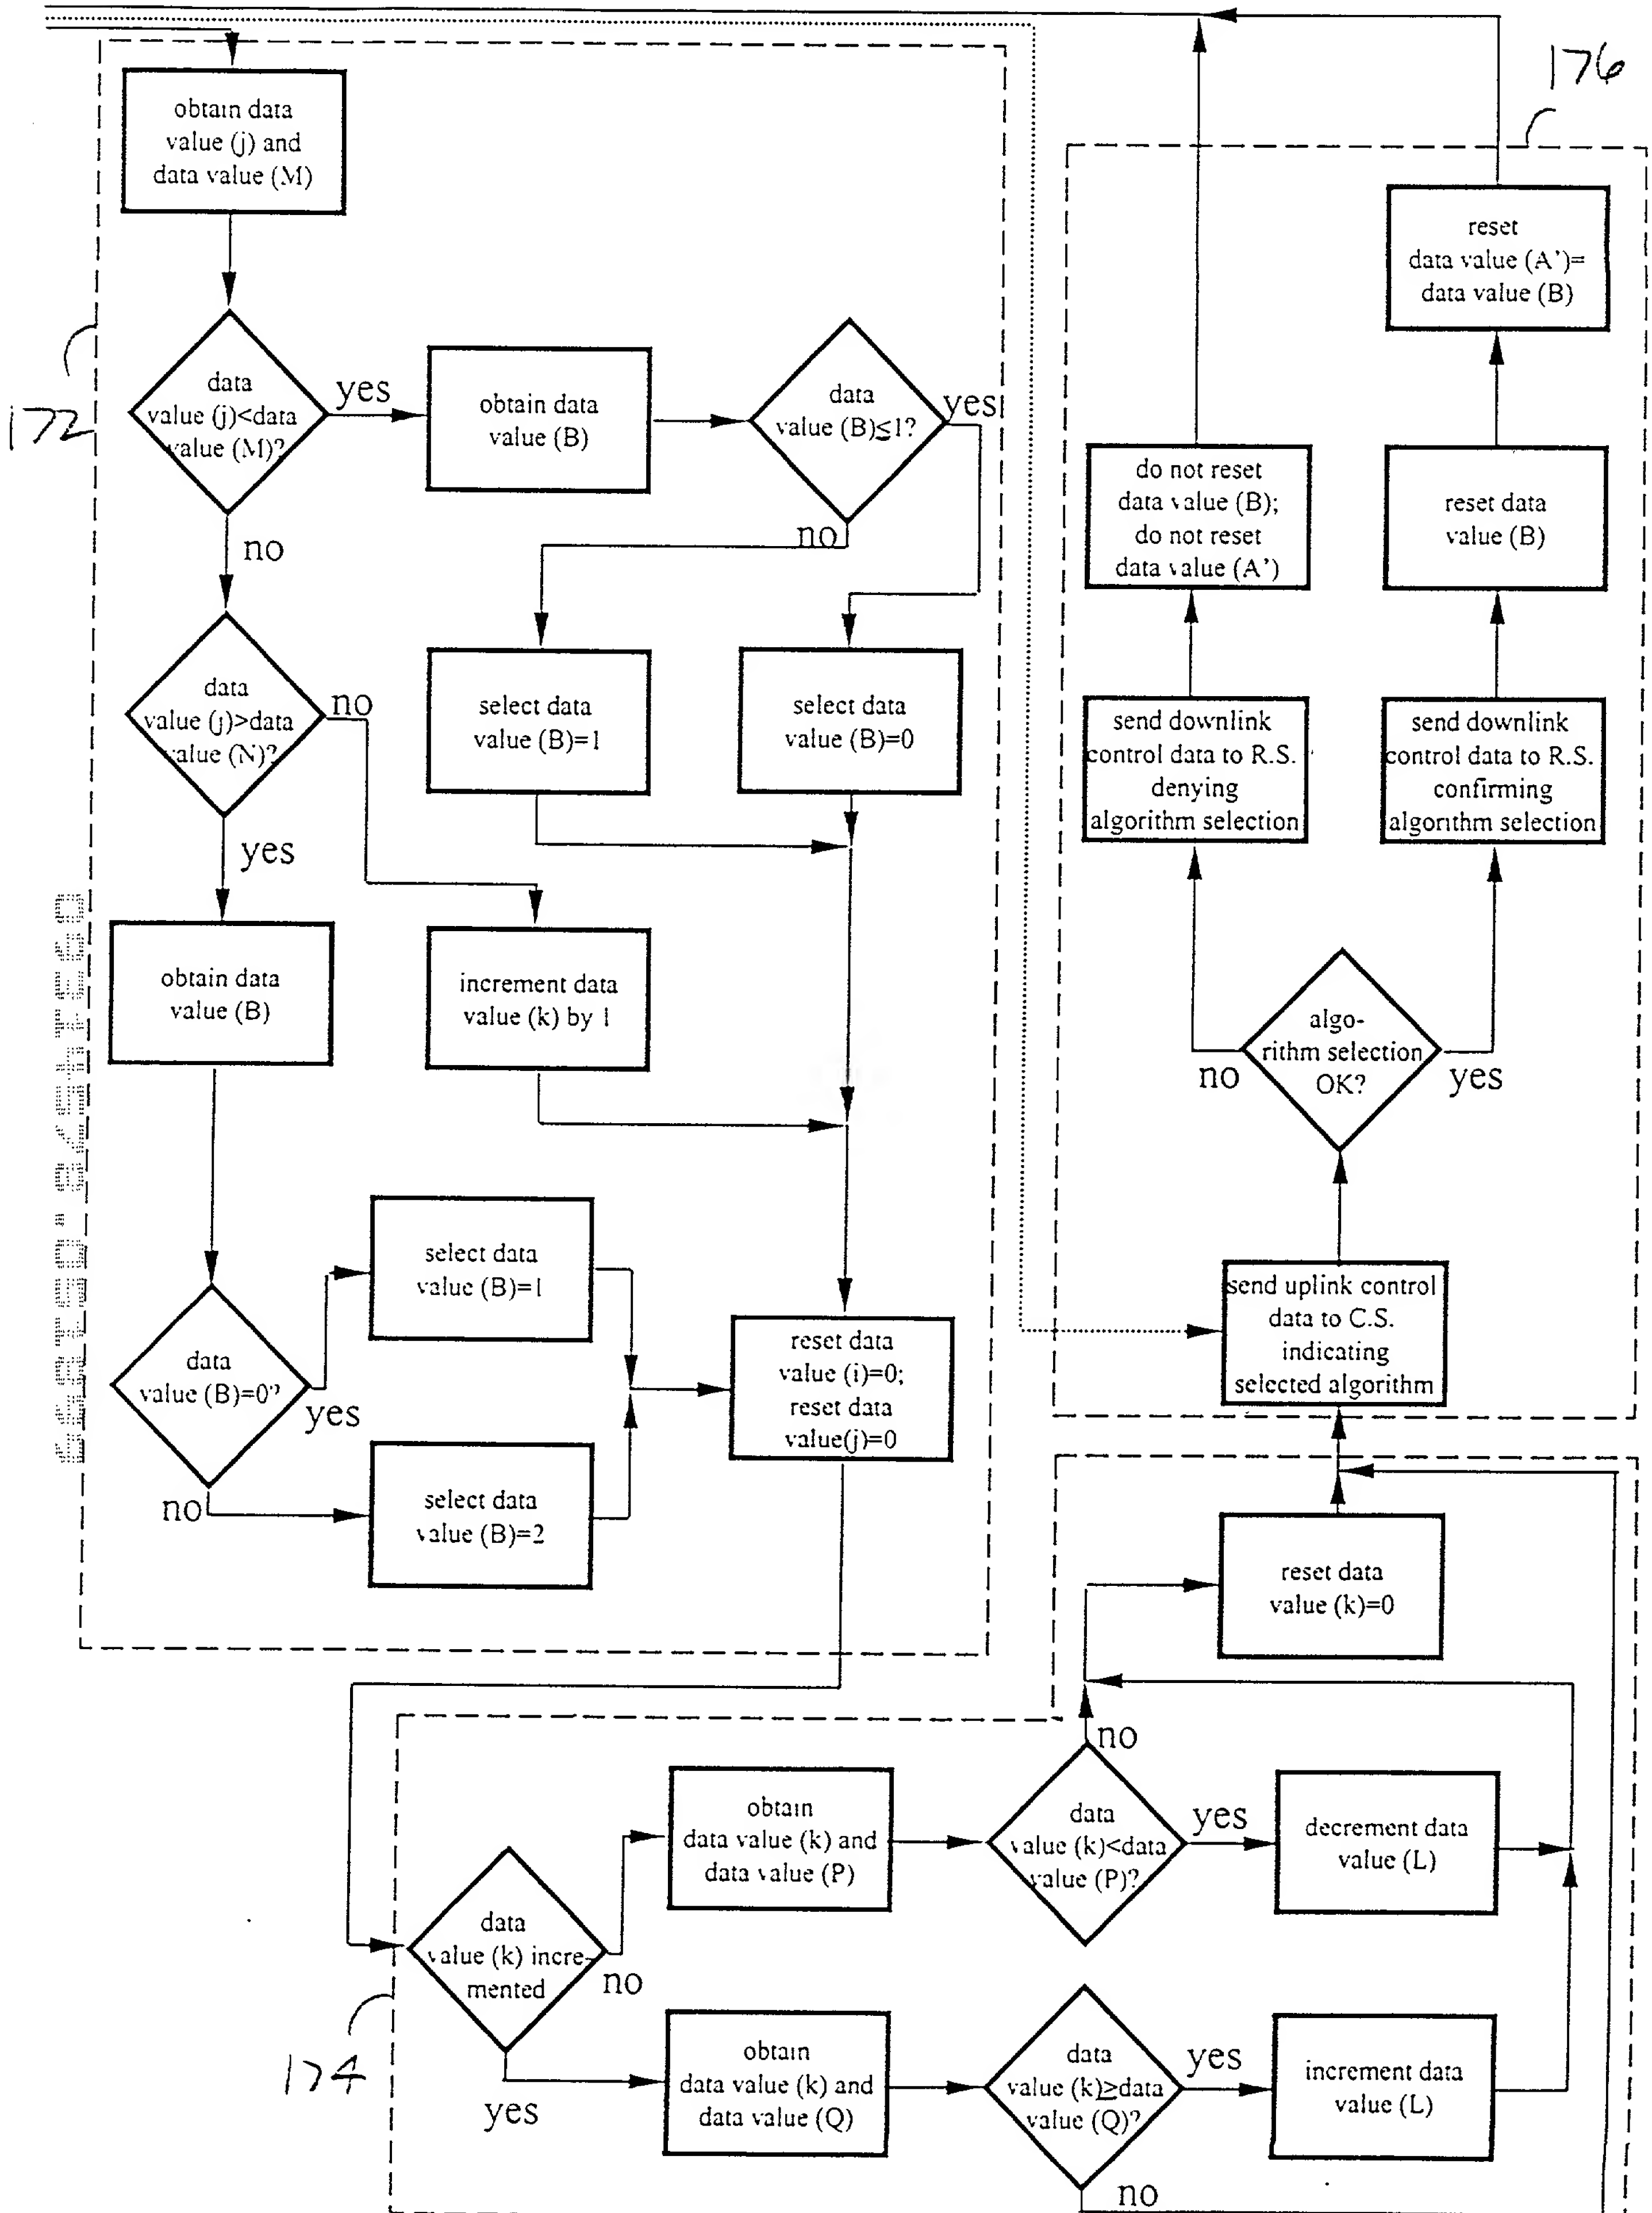 176
obtain data
value (j) and
data value (M)
reset
data value (A')=
data value (B)
172
data
value (j)<data
value (M)?
yes
obtain data
value (B)
data
value (B)≤1?
yes
no
no
do not reset
data value (B);
do not reset
data value (A')
reset data
value (B)
data
value (j)>data
value (N)?
no
yes
select data
value (B)=1
select data
value (B)=0
send downlink
control data to R.S.
denying
algorithm selection
send downlink
control data to R.S.
confirming
algorithm selection
obtain data
value (B)
increment data
value (k) by 1
algo-
rithm selection
OK?
no
yes
select data
value (B)=1
data
value (B)=0?
yes
no
select data
value (B)=2
reset data
value (i)=0;
reset data
value(j)=0
send uplink control
data to C.S.
indicating
selected algorithm
reset data
value (k)=0
no
obtain
data value (k) and
data value (P)
data
value (k)<data
value (P)?
yes
decrement data
value (L)
data
value (k) incre-
mented
no
yes
174
obtain
data value (k) and
data value (Q)
data
value (k)≥data
value (Q)?
yes
increment data
value (L)
no